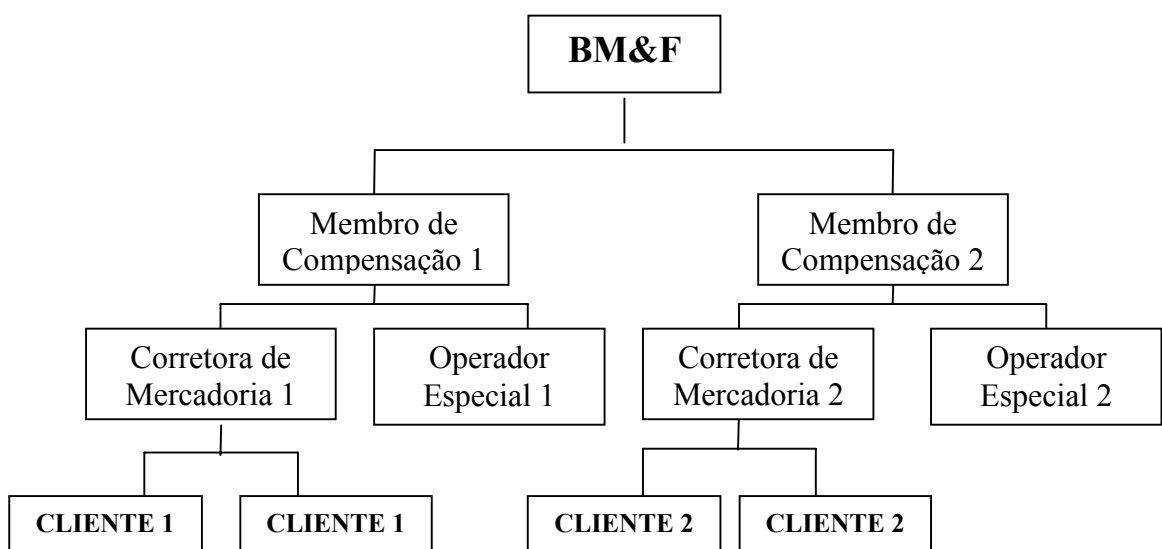 BM&F
Membro de
Compensação 1
Membro de
Compensação 2
Corretora de
Mercadoria 1
Operador
Especial 1
Corretora de
Mercadoria 2
Operador
Especial 2
CLIENTE 1
CLIENTE 1
CLIENTE 2
CLIENTE 2